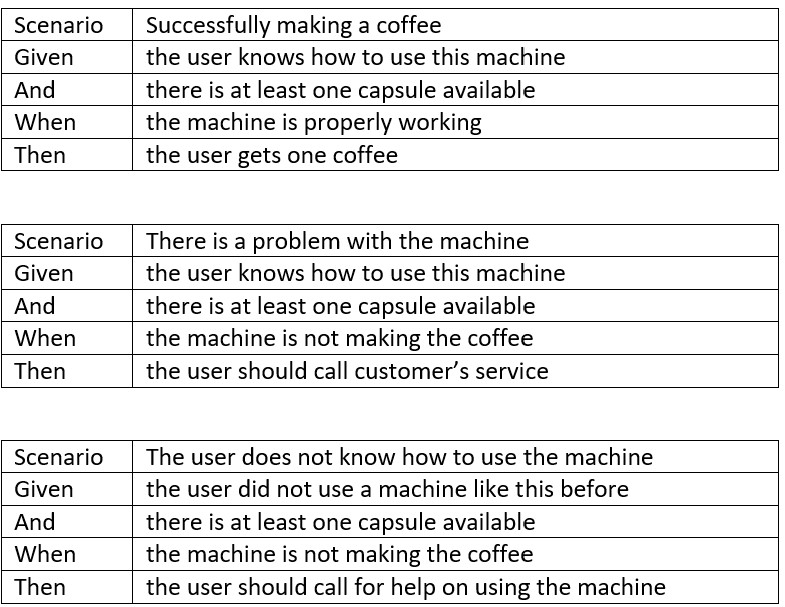 Scenario Successfully making a coffee
Given the user knows how to use this machine
And there is at least one capsule available
When the machine is properly working
Then the user gets one coffee
Scenario There is a problem with the machine
Given the user knows how to use this machine
And there is at least one capsule available
When the machine is not making the coffee
Then the user should call customer’s service
Scenario The user does not know how to use the machine
Given the user did not use a machine like this before
And there is at least one capsule available
When the machine is not making the coffee
Then the user should call for help on using the machine